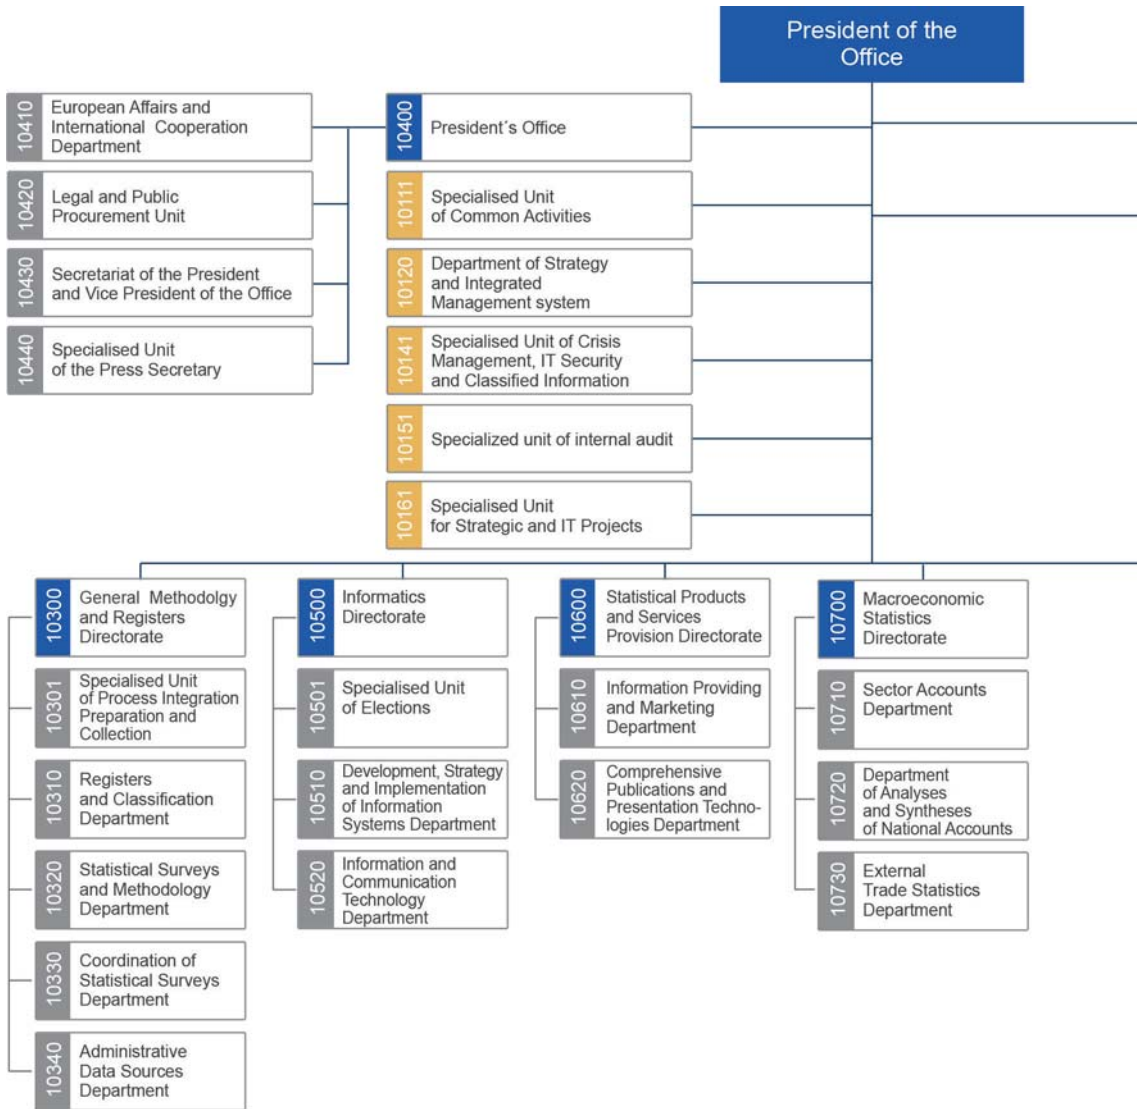 President of the
Office
10410
European Affairs and
International Cooperation
Department
10420
Legal and Public
Procurement Unit
10430
Secretariat of the President
and Vice President of the Office
10440
Specialised Unit
of the Press Secretary
10400
President´s Office
10111
Specialised Unit
of Common Activities
10120
Department of Strategy
and Integrated
Management system
10141
Specialised Unit of Crisis
Management, IT Security
and Classified Information
10151
Specialized unit of internal audit
10161
Specialised Unit
for Strategic and IT Projects
10300
General Methodolgy
and Registers
Directorate
10301
Specialised Unit
of Process Integration
Preparation and
Collection
10310
Registers
and Classification
Department
10320
Statistical Surveys
and Methodology
Department
10330
Coordination of
Statistical Surveys
Department
10340
Administrative
Data Sources
Department
10500
Informatics
Directorate
10501
Specialised Unit
of Elections
10510
Development, Strategy
and Implementation
of Information
Systems Department
10520
Information and
Communication
Technology
Department
10600
Statistical Products
and Services
Provision Directorate
10610
Information Providing
and Marketing
Department
10620
Comprehensive
Publications and
Presentation Techno-
logies Department
10700
Macroeconomic
Statistics
Directorate
10710
Sector Accounts
Department
10720
Department
of Analyses
and Syntheses
of National Accounts
10730
External
Trade Statistics
Department